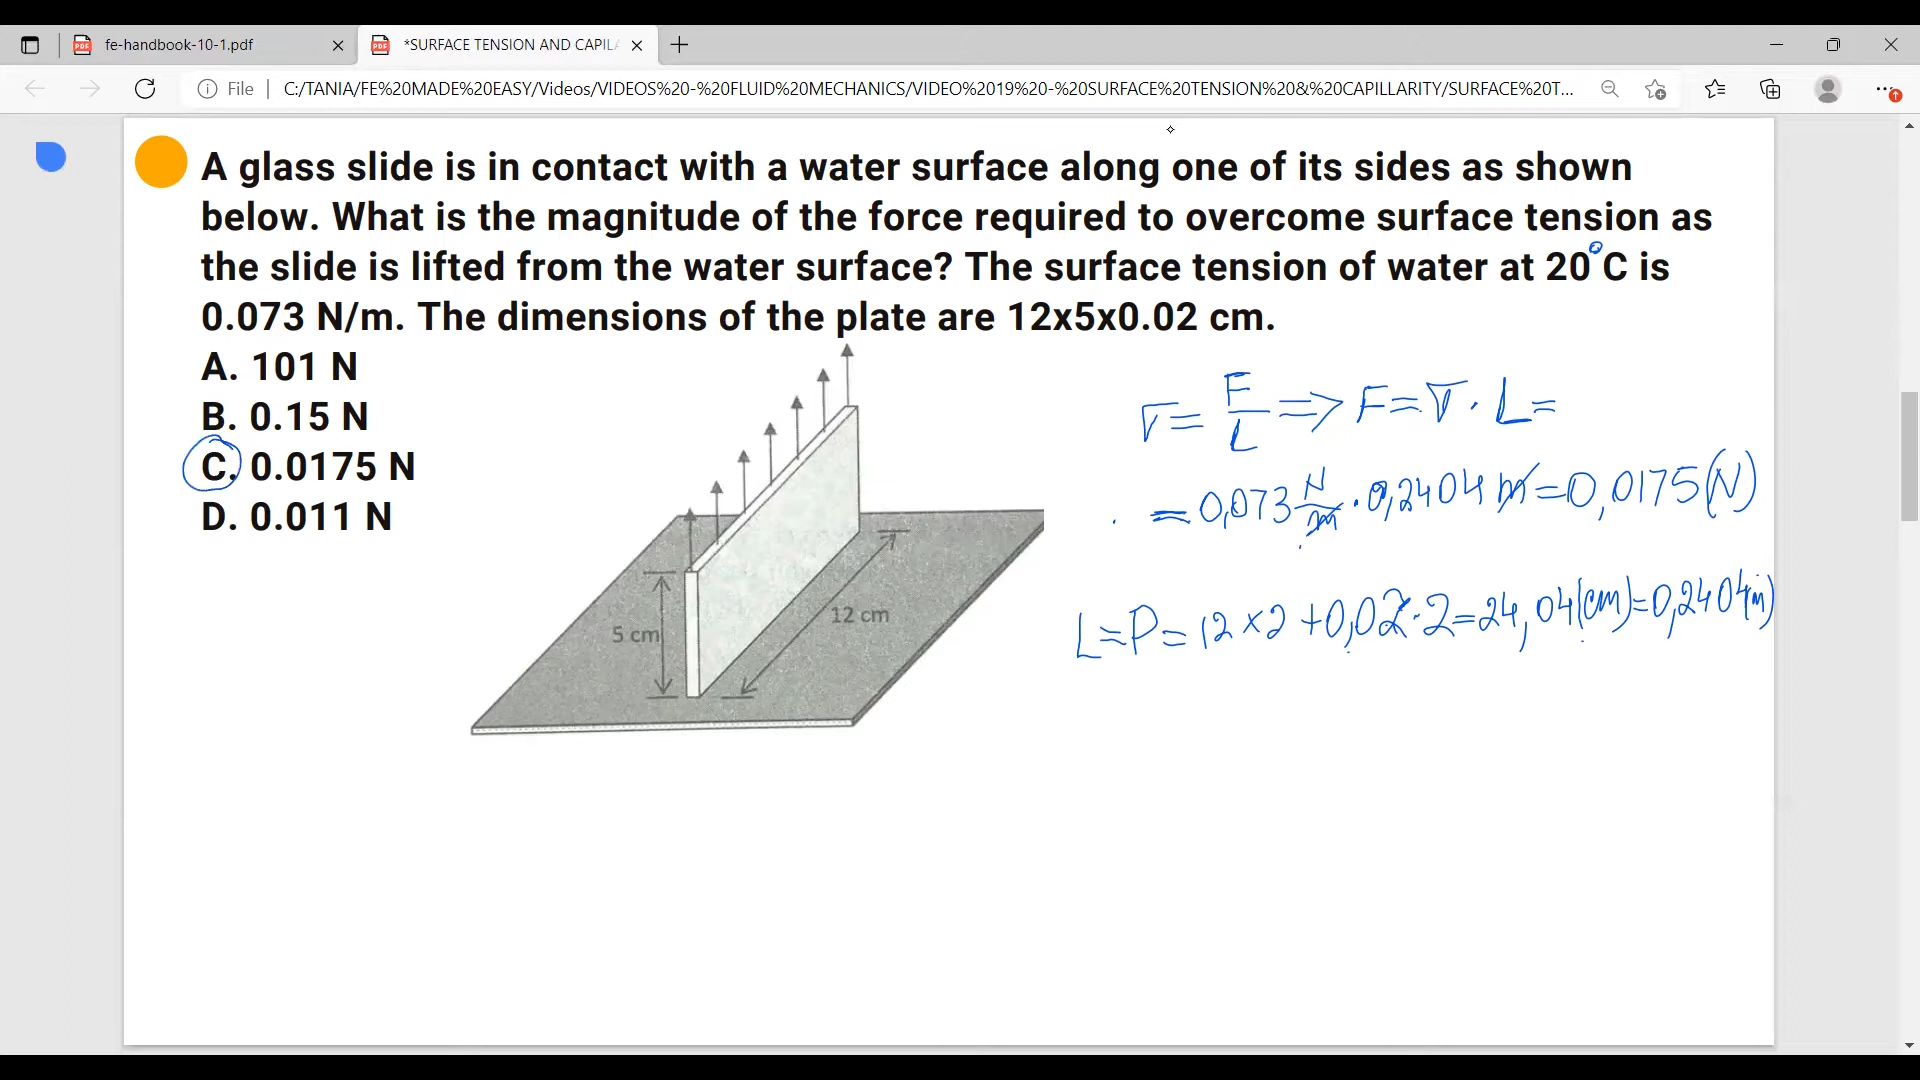 fe-handbook-10-1.pdf
*SURFACE TENSION AND CAPIL
File
C:/TANIA/FE%20MADE%20EASY/Videos/VIDEOS%20-%20FLUID%20MECHANICS/VIDEO%2019%20-%20SURFACE%20TENSION%20&%20CAPILLARITY/SURFACE%20T...
A glass slide is in contact with a water surface along one of its sides as shown
below. What is the magnitude of the force required to overcome surface tension as
the slide is lifted from the water surface? The surface tension of water at 20°C is
0.073 N/m. The dimensions of the plate are 12x5x0.02 cm.
A. 101 N
B. 0.15 N
C. 0.0175 N
D. 0.011 N
5 cm
12 cm
σ = F/L => F = σ · L =
= 0,073 N/m · 0,2404 m = 0,0175 (N)
L = P = 12 x 2 + 0,02 · 2 = 24,04 (cm) = 0,2404 (m)